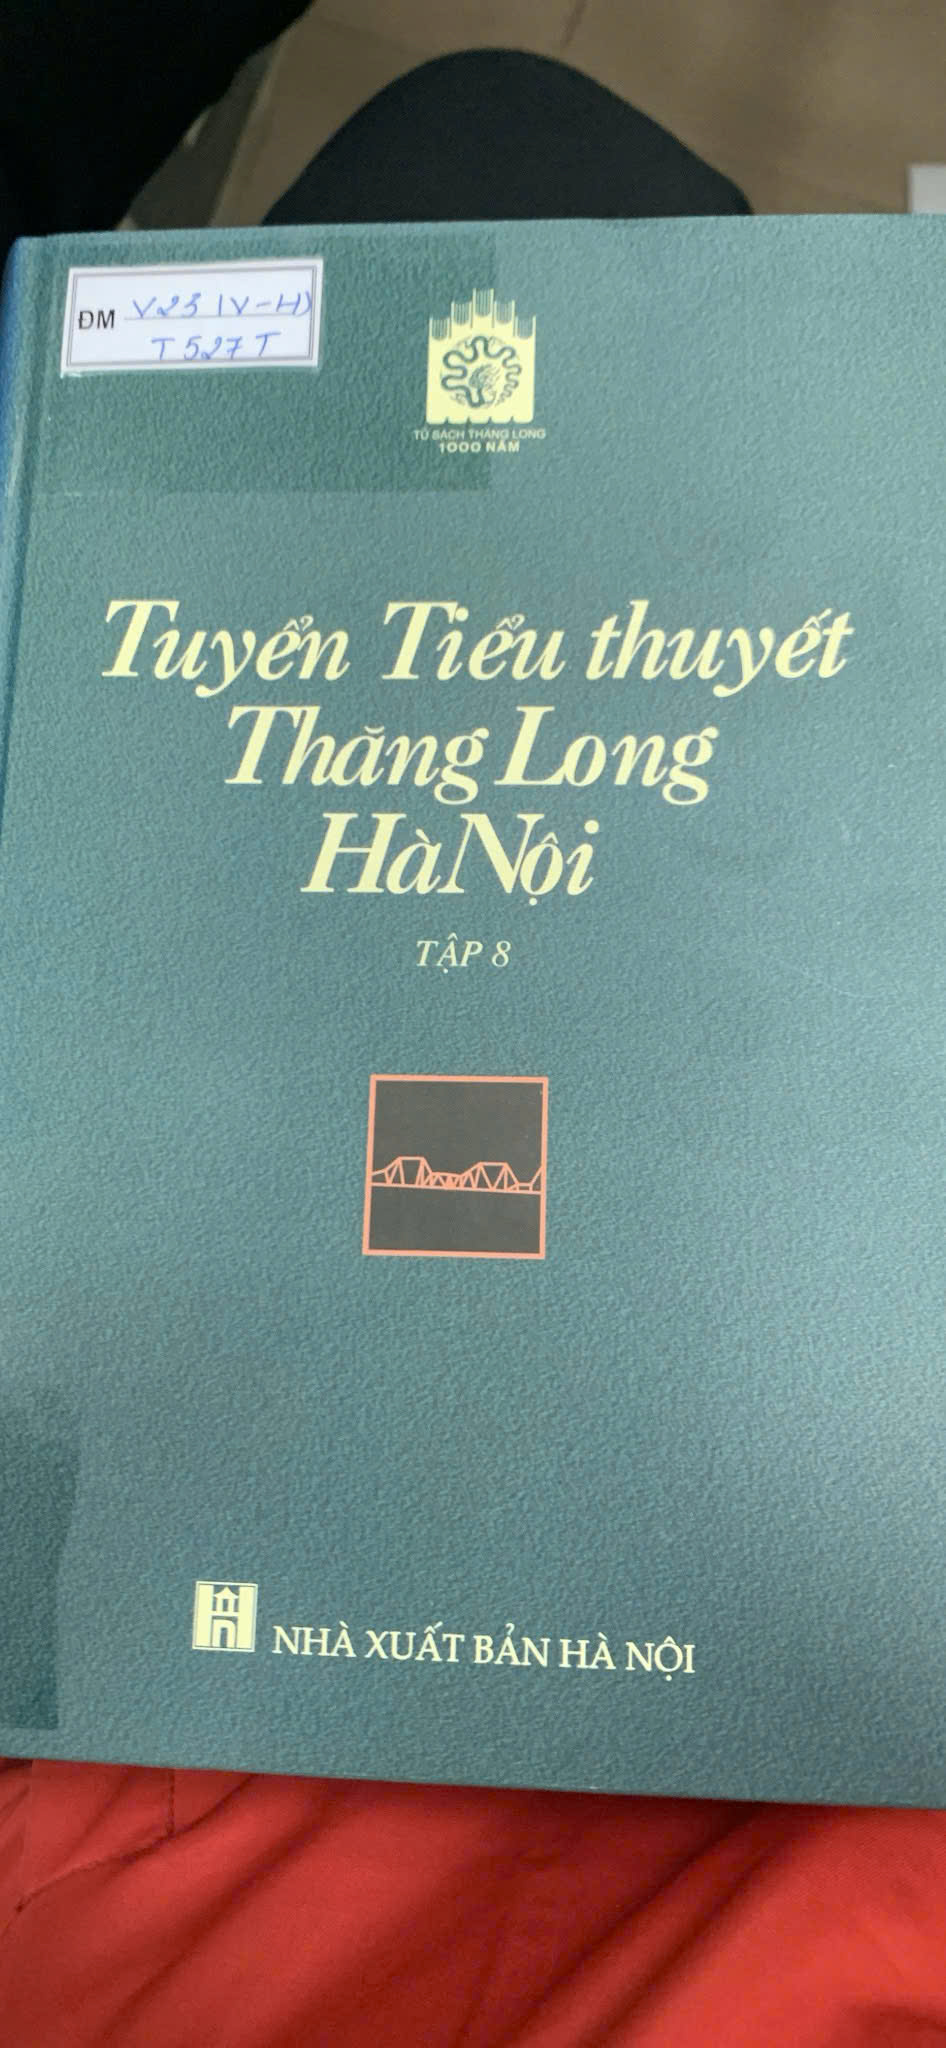 ĐM V23(V-H)
T527T
TỦ SÁCH THĂNG LONG
1000 NĂM
Tuyển Tiểu thuyết
Thăng Long
Hà Nội
TẬP 8
NHÀ XUẤT BẢN HÀ NỘI